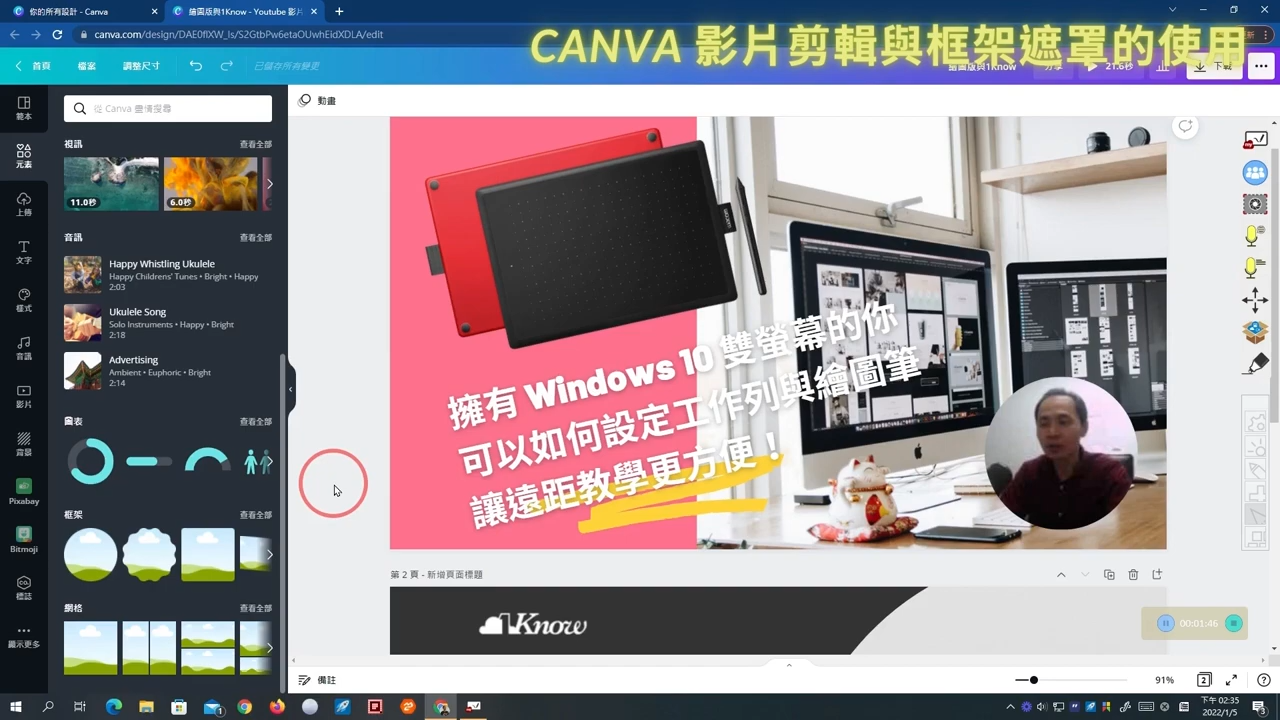 你的所有設計 - Canva
繪圖版與1Know - Youtube 影片
canva.com/design/DAE0fIXW_Is/S2GtbPw6etaOUwhEidXDLA/edit
CANVA 影片剪輯與框架遮罩的使用
首頁
檔案
調整尺寸
已儲存所有變更
繪圖版與1Know
分享
21.6秒
下載
範本
元素
上傳
文字
樣式
音訊
影片
背景
Pixabay
Bitmoji
標誌
顯示更多
從 Canva 盡情搜尋
視訊
查看全部
11.0秒
6.0秒
音訊
查看全部
Happy Whistling Ukulele
Happy Childrens' Tunes • Bright • Happy
2:03
Ukulele Song
Solo Instruments • Happy • Bright
2:18
Advertising
Ambient • Euphoric • Bright
2:14
圖表
查看全部
框架
查看全部
網格
查看全部
動畫
擁有 Windows 10 雙螢幕的你
可以如何設定工作列與繪圖筆
讓遠距教學更方便！
第 2 頁 - 新增頁面標題
1Know
00:01:46
備註
91%
2
下午 02:35
2022/1/5